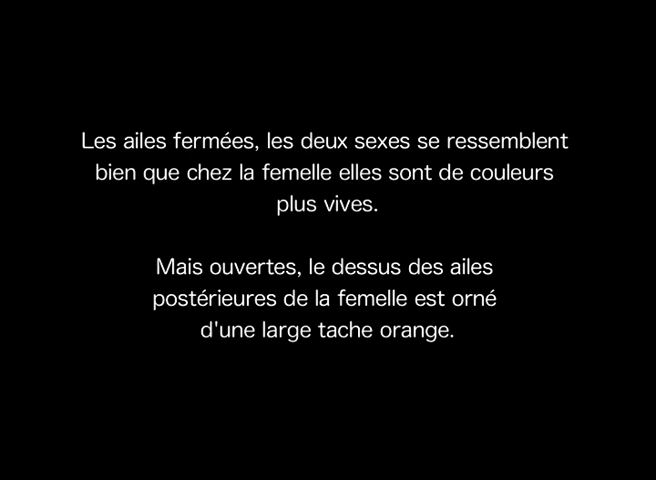 Les ailes fermées, les deux sexes se ressemblent
bien que chez la femelle elles sont de couleurs
plus vives.
Mais ouvertes, le dessus des ailes
postérieures de la femelle est orné
d'une large tache orange.